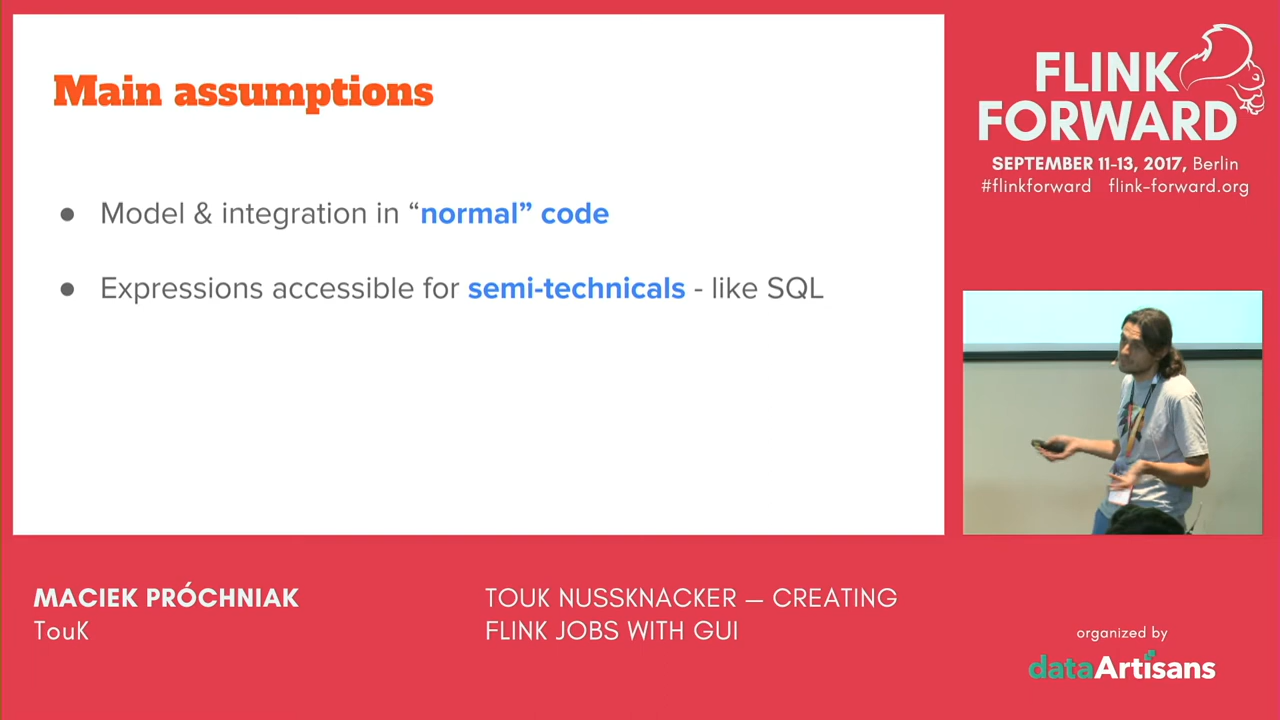 Main assumptions
● Model & integration in “normal” code
● Expressions accessible for semi-technicals - like SQL
FLINK
FORWARD
SEPTEMBER 11-13, 2017, Berlin
#flinkforward flink-forward.org
MACIEK PRÓCHNIAK
TouK
TOUK NUSSKNACKER — CREATING
FLINK JOBS WITH GUI
organized by
dataArtisans